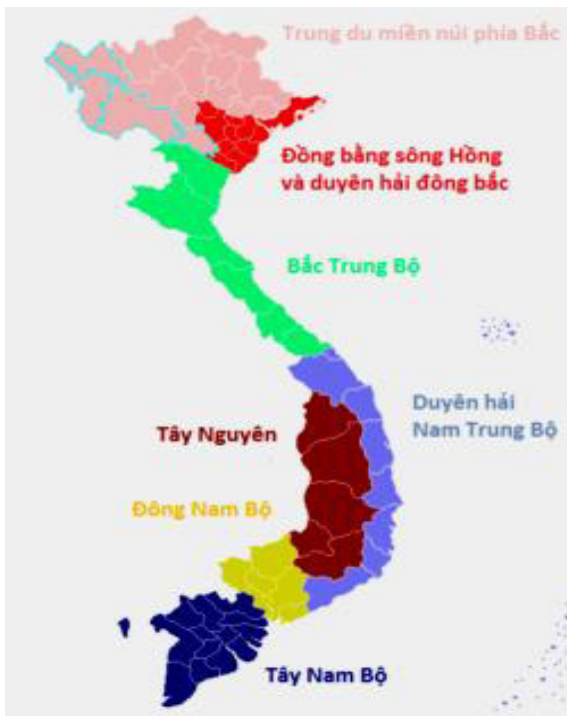 Trung du miền núi phía Bắc
Đồng bằng sông Hồng
và duyên hải đông bắc
Bắc Trung Bộ
Duyên hải
Nam Trung Bộ
Tây Nguyên
Đông Nam Bộ
Tây Nam Bộ